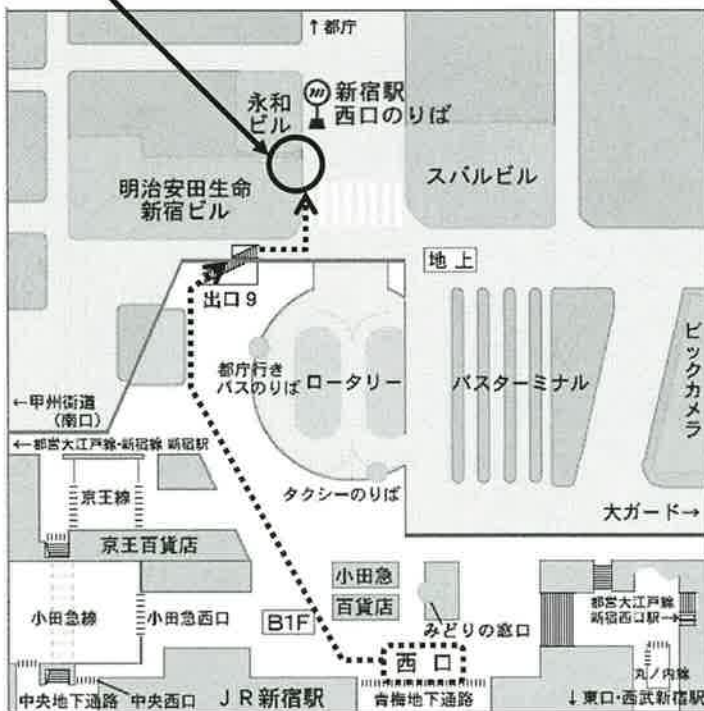 ↑都庁
永和
ビル
新宿駅
西口のりば
明治安田生命
新宿ビル
スバルビル
地上
出口9
都庁行き
バスのりば
ロータリー
バスターミナル
ビックカメラ
←甲州街道
(南口)
←都営大江戸線・新宿線 新宿駅
タクシーのりば
大ガード→
京王線
京王百貨店
小田急
百貨店
小田急線
小田急西口
B1F
みどりの窓口
都営大江戸線
新宿西口駅→
西口
丸ノ内線
中央地下通路
中央西口
JR新宿駅
青梅地下通路
↓東口・西武新宿駅